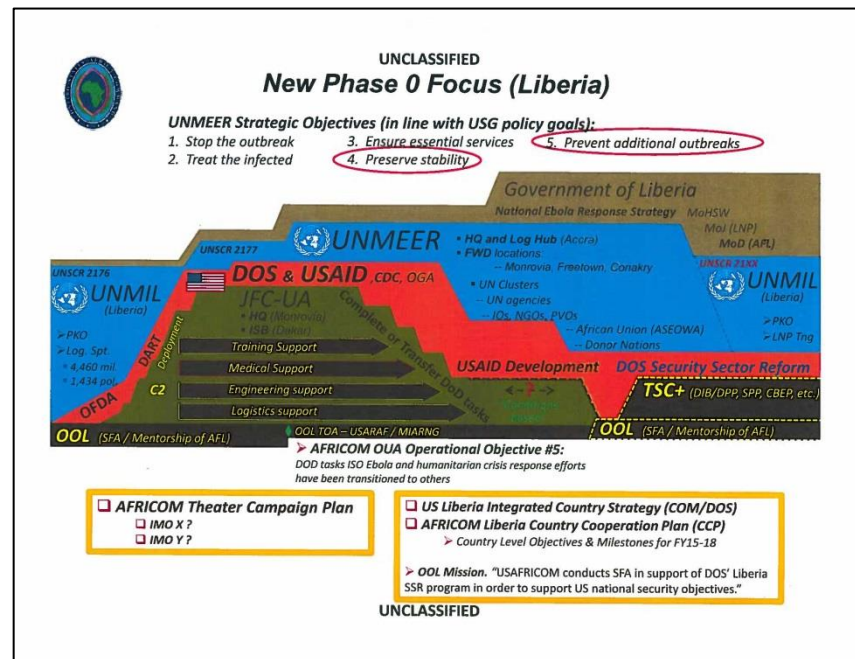 UNCLASSIFIED
New Phase 0 Focus (Liberia)
UNMEER Strategic Objectives (in line with USG policy goals):
1. Stop the outbreak
2. Treat the infected
3. Ensure essential services
4. Preserve stability
5. Prevent additional outbreaks
Government of Liberia
National Ebola Response Strategy
MoHSW
MoJ (LNP)
MoD (AFL)
UNSCR 2176
UNMIL
(Liberia)
➢ PKO
➢ Log. Spt.
* 4,460 mil.
* 1,434 pol.
UNSCR 2177
UNMEER
▪ HQ and Log Hub (Accra)
▪ FWD locations:
-- Monrovia, Freetown, Conakry
▪ UN Clusters
-- UN agencies
-- IOs, NGOs, PVOs
-- African Union (ASEOWA)
-- Donor Nations
UNSCR 21XX
UNMIL
(Liberia)
➢ PKO
➢ LNP Tng
DOS & USAID ,CDC, OGA
OFDA
DART
Deployment
C2
JFC-UA
▪ HQ (Monrovia)
▪ ISB (Dakar)
Complete or Transfer DoD tasks
Training Support
Medical Support
Engineering support
Logistics support
USAID Development
DOS Security Sector Reform
TSC+ (DIB/DPP, SPP, CBEP, etc.)
OOL (SFA / Mentorship of AFL)
OOL TOA – USARAF / MIARNG
OOL (SFA / Mentorship of AFL)
➢ AFRICOM OUA Operational Objective #5:
DOD tasks ISO Ebola and humanitarian crisis response efforts
have been transitioned to others
❑ AFRICOM Theater Campaign Plan
❑ IMO X ?
❑ IMO Y ?
❑ US Liberia Integrated Country Strategy (COM/DOS)
❑ AFRICOM Liberia Country Cooperation Plan (CCP)
➢ Country Level Objectives & Milestones for FY15-18
➢ OOL Mission. “USAFRICOM conducts SFA in support of DOS’ Liberia
SSR program in order to support US national security objectives.”
UNCLASSIFIED